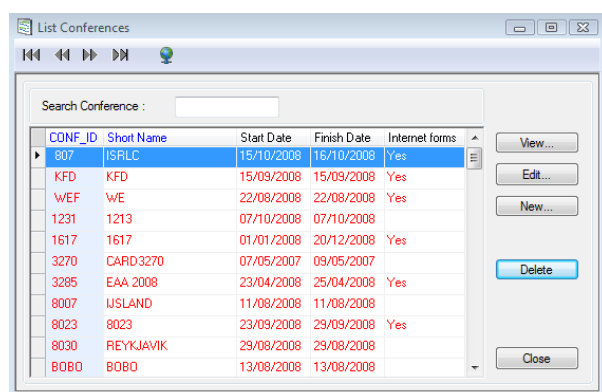 List Conferences
Search Conference :
CONF_ID Short Name Start Date Finish Date Internet forms
807 ISRLC 15/10/2008 16/10/2008 Yes
KFD KFD 15/09/2008 15/09/2008 Yes
WEF WE 22/08/2008 22/08/2008 Yes
1231 1213 07/10/2008 07/10/2008
1617 1617 01/01/2008 20/12/2008 Yes
3270 CARD3270 07/05/2007 09/05/2007
3285 EAA 2008 23/04/2008 25/04/2008 Yes
8007 IJSLAND 11/08/2008 11/08/2008
8023 8023 23/09/2008 29/09/2008 Yes
8030 REYKJAVIK 29/08/2008 29/08/2008
BOBO BOBO 13/08/2008 13/08/2008
View...
Edit...
New...
Delete
Close